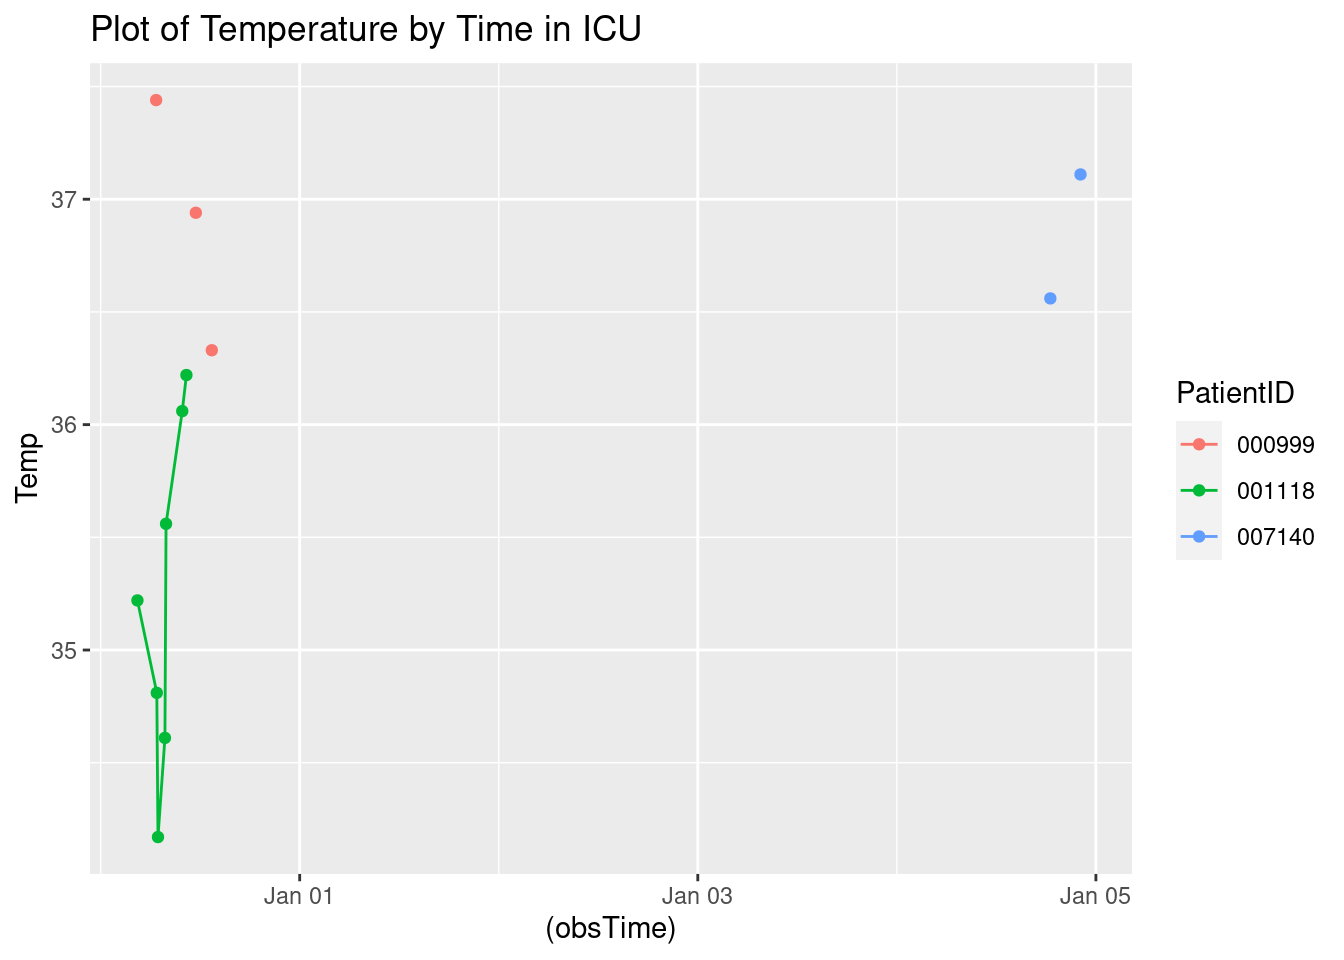 Plot of Temperature by Time in ICU
37
36
35
Temp
Jan 01
Jan 03
Jan 05
(obsTime)
PatientID
000999
001118
007140